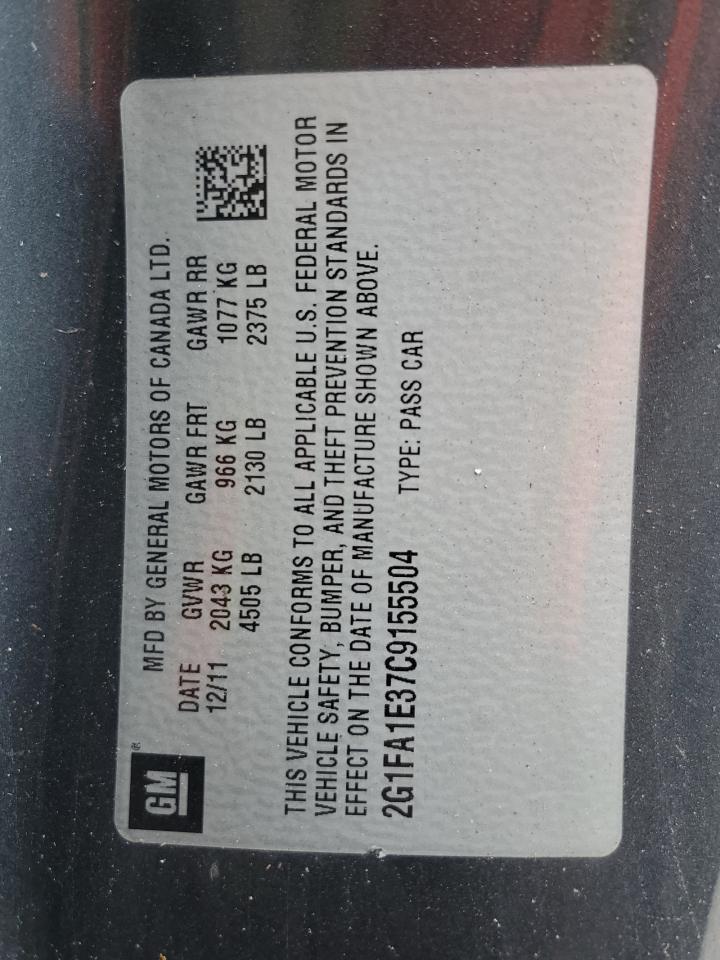 GM®
MFD BY GENERAL MOTORS OF CANADA LTD.
DATE GVWR GAWR FRT GAWR RR
12/11 2043 KG 966 KG 1077 KG
4505 LB 2130 LB 2375 LB
THIS VEHICLE CONFORMS TO ALL APPLICABLE U.S. FEDERAL MOTOR
VEHICLE SAFETY, BUMPER, AND THEFT PREVENTION STANDARDS IN
EFFECT ON THE DATE OF MANUFACTURE SHOWN ABOVE.
2G1FA1E37C9155504 TYPE: PASS CAR